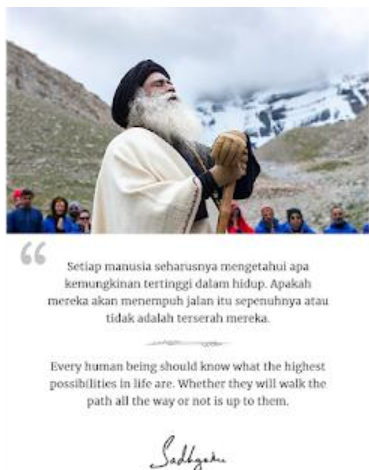 Setiap manusia seharusnya mengetahui apa
kemungkinan tertinggi dalam hidup. Apakah
mereka akan menempuh jalan itu sepenuhnya atau
tidak adalah terserah mereka.
Every human being should know what the highest
possibilities in life are. Whether they will walk the
path all the way or not is up to them.
Sadhguru